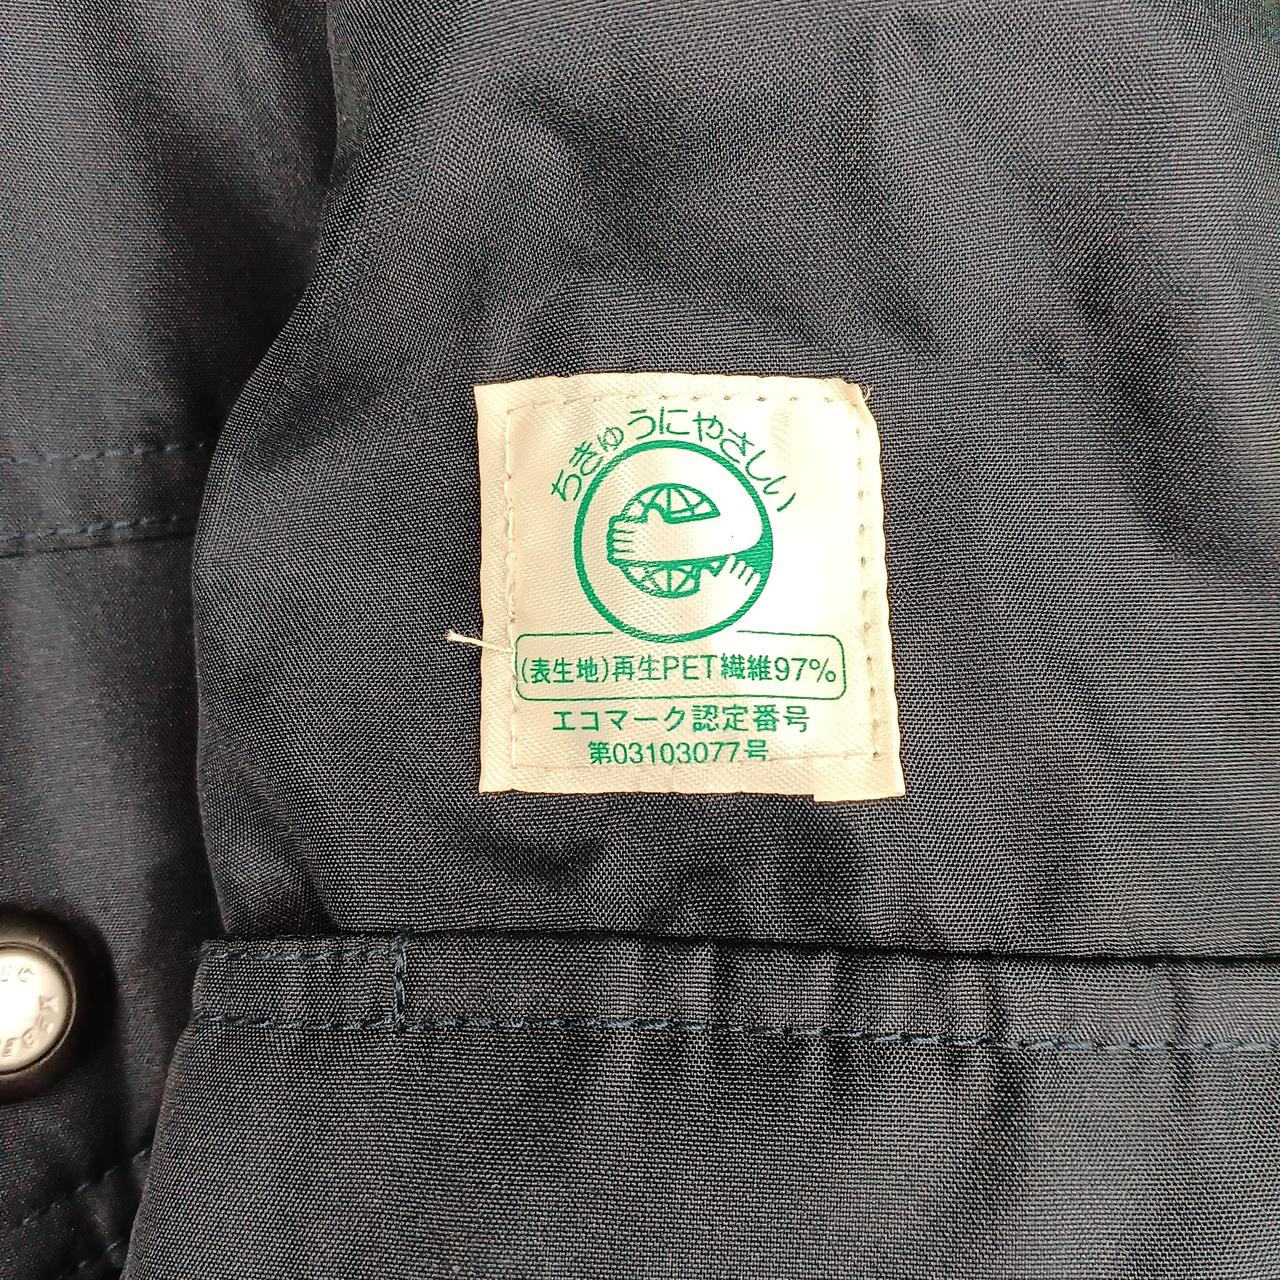 ちきゅうにやさしい
(表生地)再生PET繊維97%
エコマーク認定番号
第03103077号